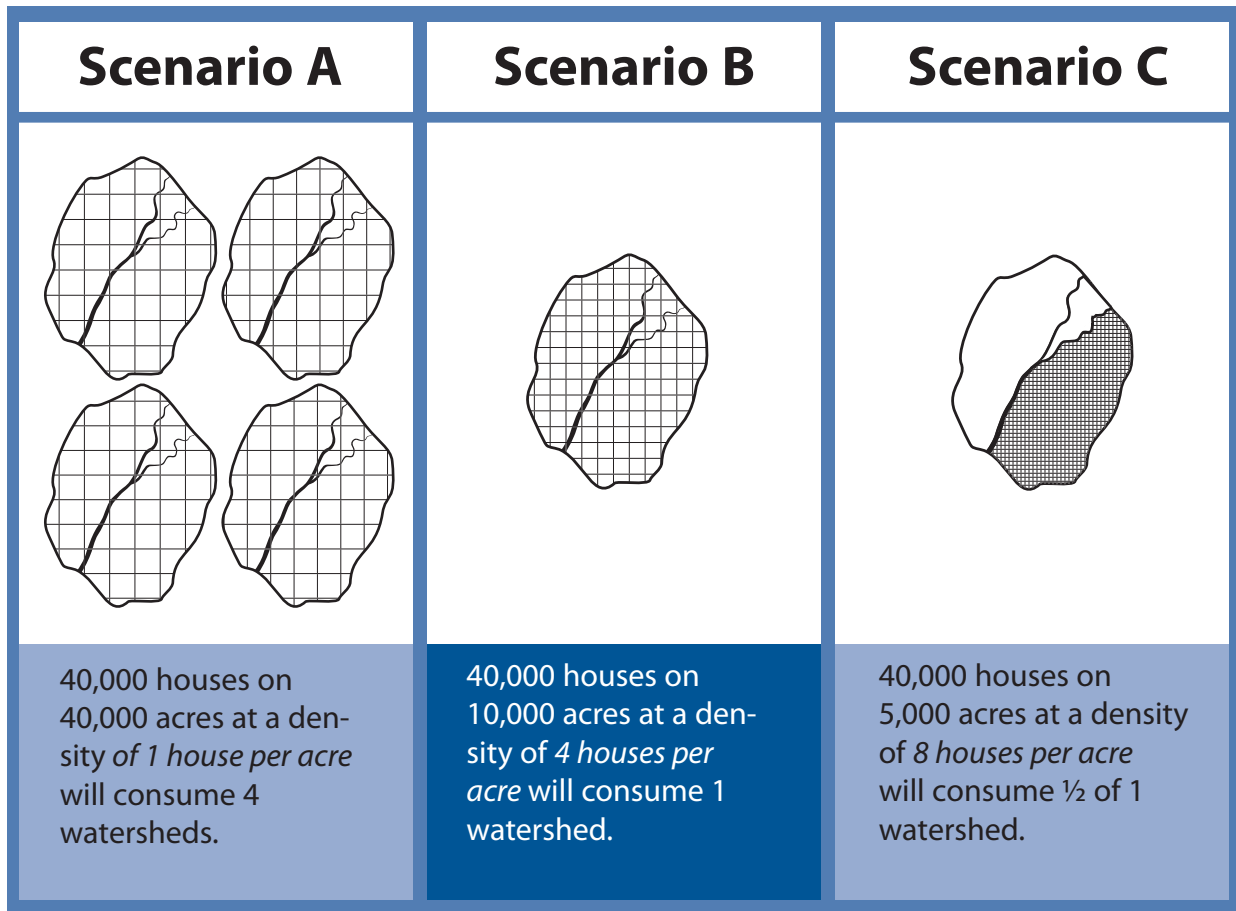 Scenario A
Scenario B
Scenario C
40,000 houses on
40,000 acres at a den-
sity of 1 house per acre
will consume 4
watersheds.
40,000 houses on
10,000 acres at a den-
sity of 4 houses per
acre will consume 1
watershed.
40,000 houses on
5,000 acres at a density
of 8 houses per acre
will consume ½ of 1
watershed.